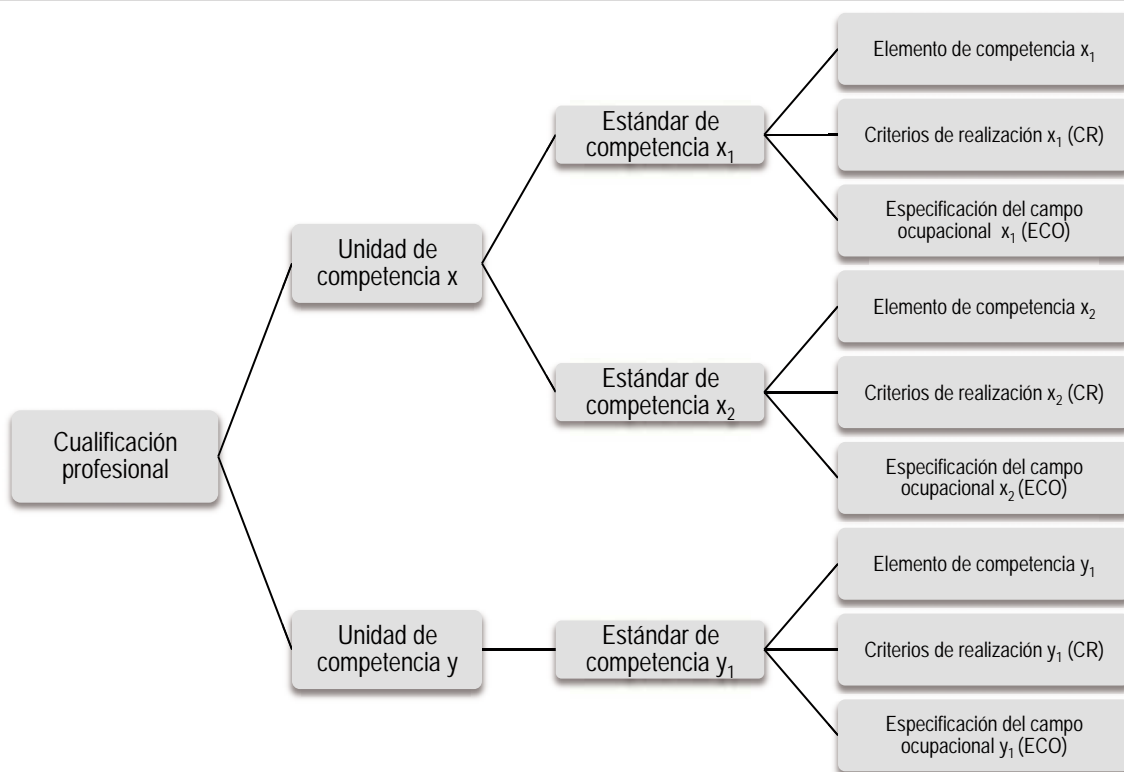 Cualificación
profesional
Unidad de
competencia x
Estándar de
competencia x₁
Elemento de competencia x₁
Criterios de realización x₁ (CR)
Especificación del campo
ocupacional x₁ (ECO)
Estándar de
competencia x₂
Elemento de competencia x₂
Criterios de realización x₂ (CR)
Especificación del campo
ocupacional x₂ (ECO)
Unidad de
competencia y
Estándar de
competencia y₁
Elemento de competencia y₁
Criterios de realización y₁ (CR)
Especificación del campo
ocupacional y₁ (ECO)